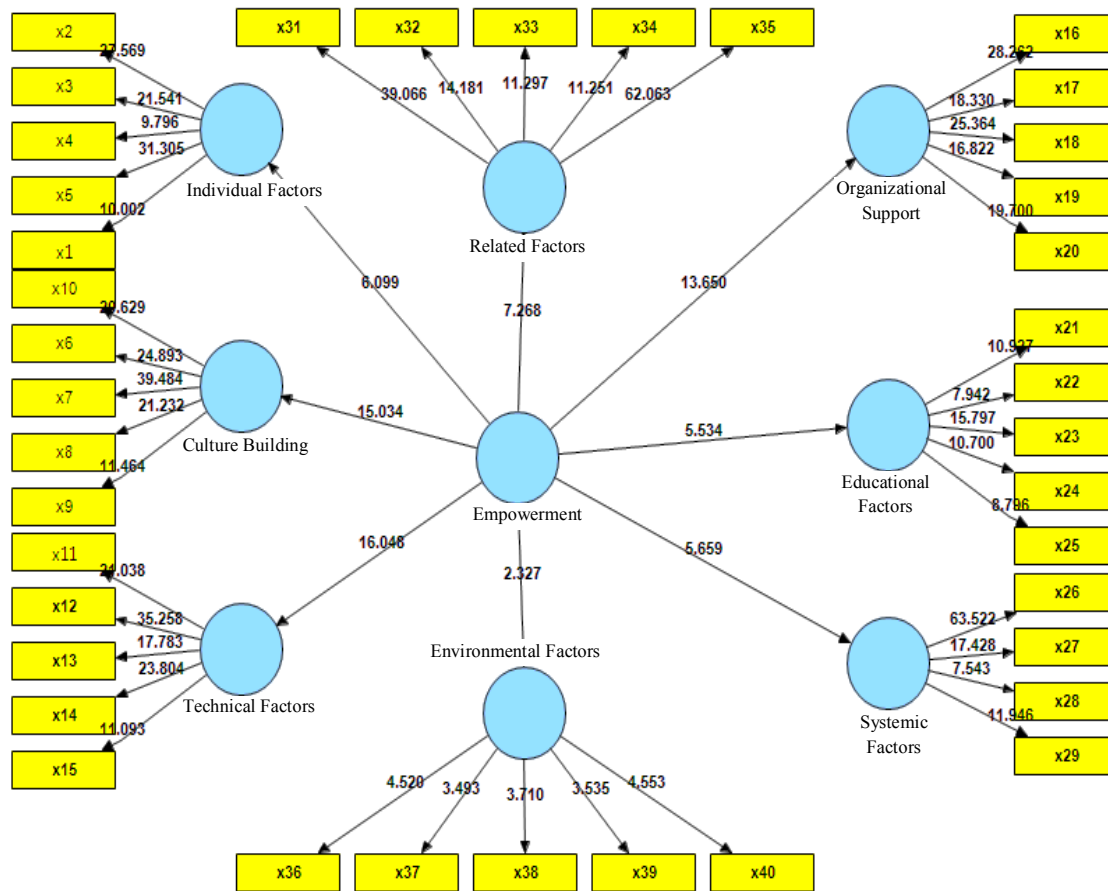 x2
27.569
x3
21.541
x4
9.796
x5
31.305
x1
10.002
Individual Factors
x31
x32
x33
x34
x35
39.066
14.181
11.297
11.251
62.063
Related Factors
x16
28.262
x17
18.330
x18
25.364
x19
16.822
x20
19.700
Organizational
Support
6.099
7.268
13.650
x10
x6
24.893
x7
39.484
x8
21.232
x9
11.464
Culture Building
15.034
Empowerment
5.534
x21
x22
7.942
x23
15.797
x24
10.700
x25
8.796
Educational
Factors
16.048
2.327
5.659
x11
x12
35.258
x13
17.783
x14
23.804
x15
11.093
Technical Factors
Environmental Factors
x26
63.522
x27
17.428
x28
7.543
x29
11.946
Systemic
Factors
4.520
3.493
3.710
3.535
4.553
x36
x37
x38
x39
x40